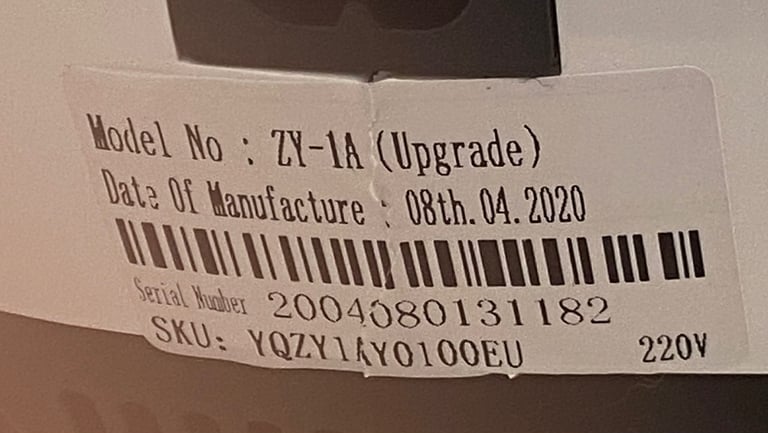 Model No : ZY-1A (Upgrade)
Date Of Manufacture : 08th.04.2020
Serial Number 2004080131182
SKU: YQZY1AY0100EU 220V